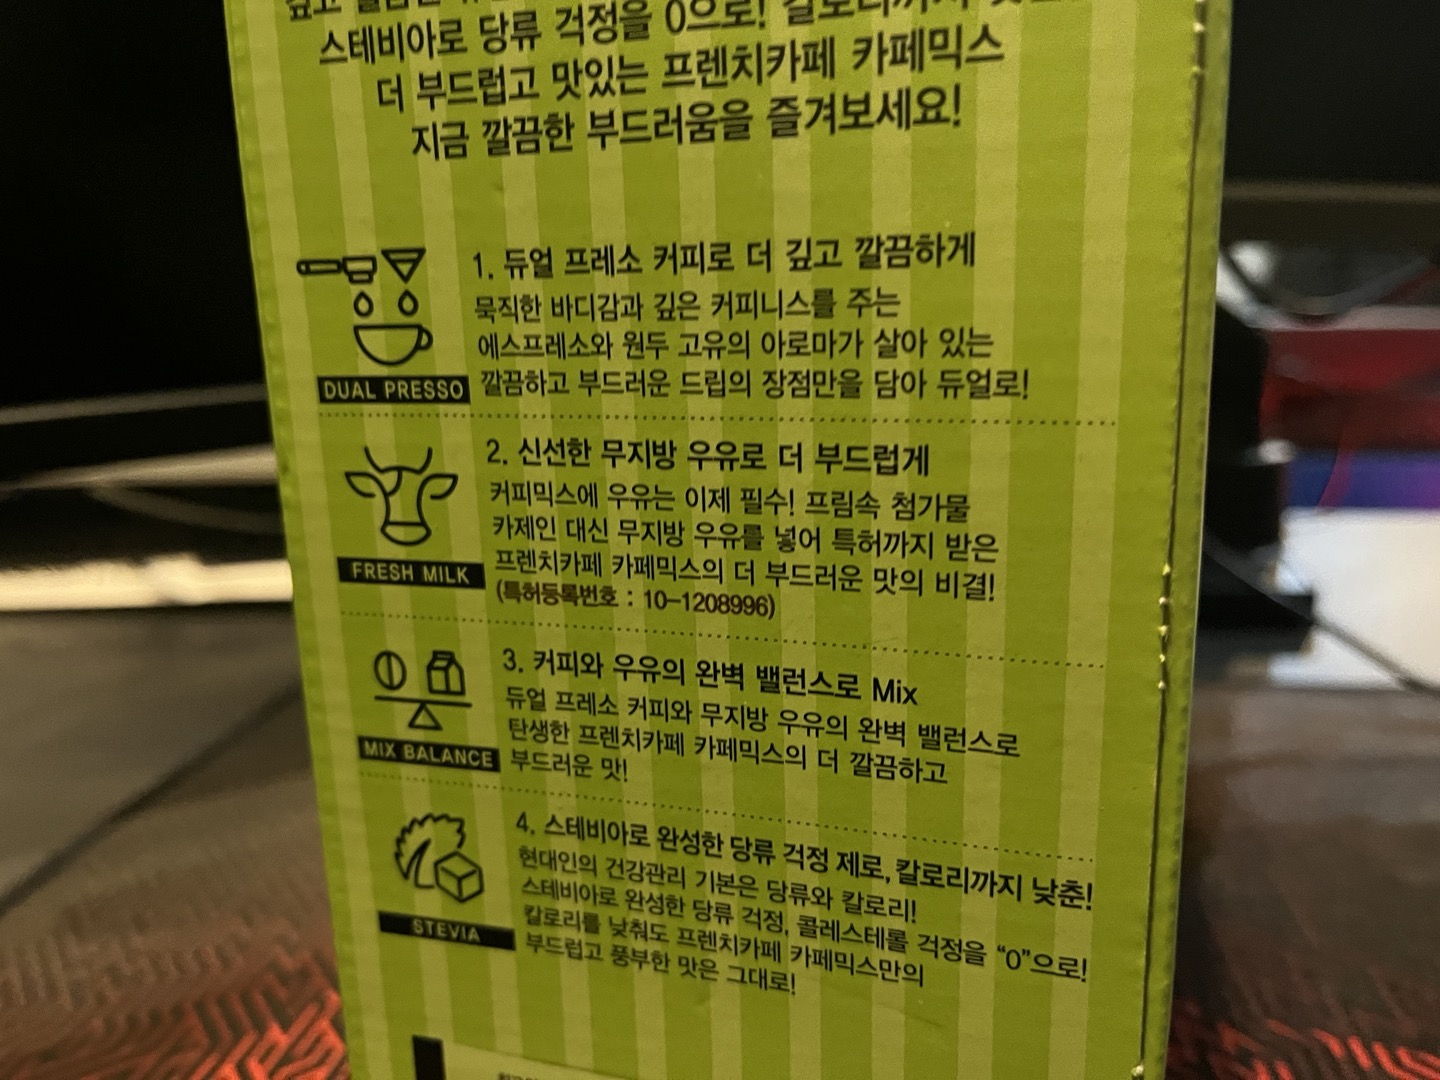 스테비아로 당류 걱정을 0으로! 칼로리까지
더 부드럽고 맛있는 프렌치카페 카페믹스
지금 깔끔한 부드러움을 즐겨보세요!
1. 듀얼 프레소 커피로 더 깊고 깔끔하게
묵직한 바디감과 깊은 커피니스를 주는
에스프레소와 원두 고유의 아로마가 살아 있는
깔끔하고 부드러운 드립의 장점만을 담아 듀얼로!
DUAL PRESSO
2. 신선한 무지방 우유로 더 부드럽게
커피믹스에 우유는 이제 필수! 프림속 첨가물
카제인 대신 무지방 우유를 넣어 특허까지 받은
프렌치카페 카페믹스의 더 부드러운 맛의 비결!
(특허등록번호 : 10-1208996)
FRESH MILK
3. 커피와 우유의 완벽 밸런스로 Mix
듀얼 프레소 커피와 무지방 우유의 완벽 밸런스로
탄생한 프렌치카페 카페믹스의 더 깔끔하고
부드러운 맛!
MIX BALANCE
4. 스테비아로 완성한 당류 걱정 제로, 칼로리까지 낮춘!
현대인의 건강관리 기본은 당류와 칼로리!
스테비아로 완성한 당류 걱정, 콜레스테롤 걱정을 “0”으로!
칼로리를 낮춰도 프렌치카페 카페믹스만의
부드럽고 풍부한 맛은 그대로!
STEVIA